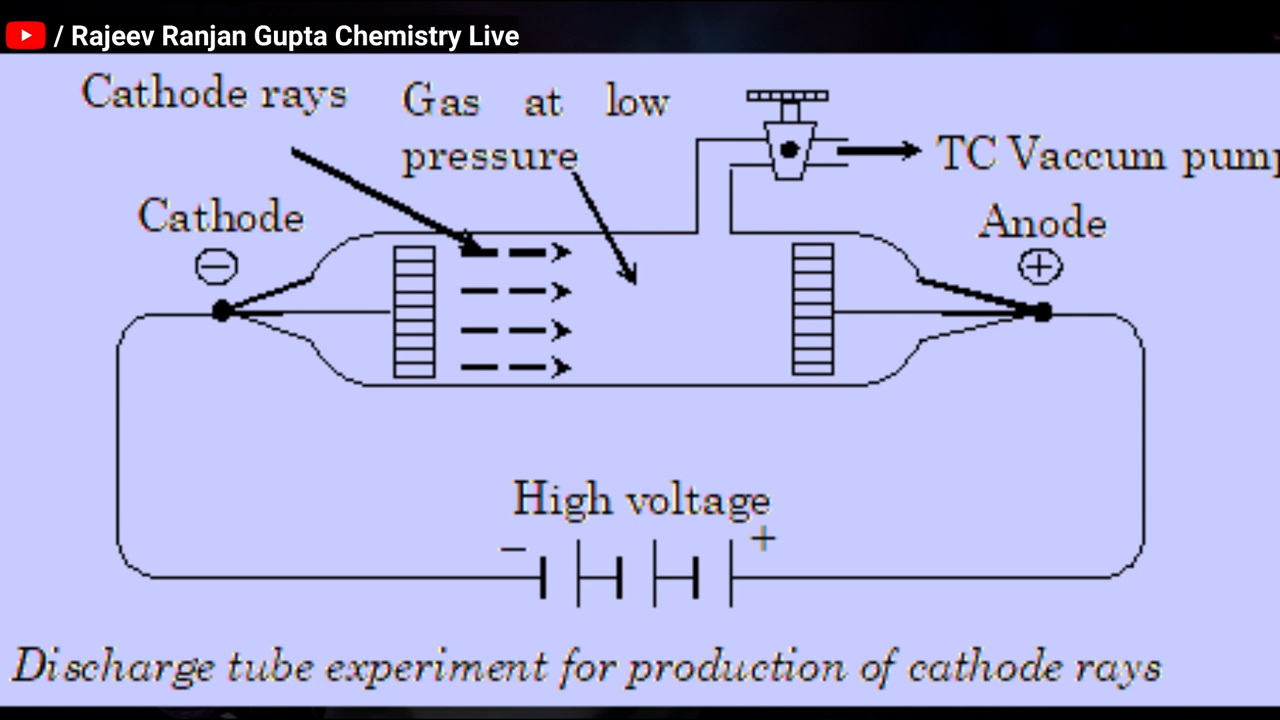 / Rajeev Ranjan Gupta Chemistry Live
Cathode rays
Gas at low
pressure
TC Vaccum pump
Cathode
Anode
−
+
High voltage
−
+
Discharge tube experiment for production of cathode rays